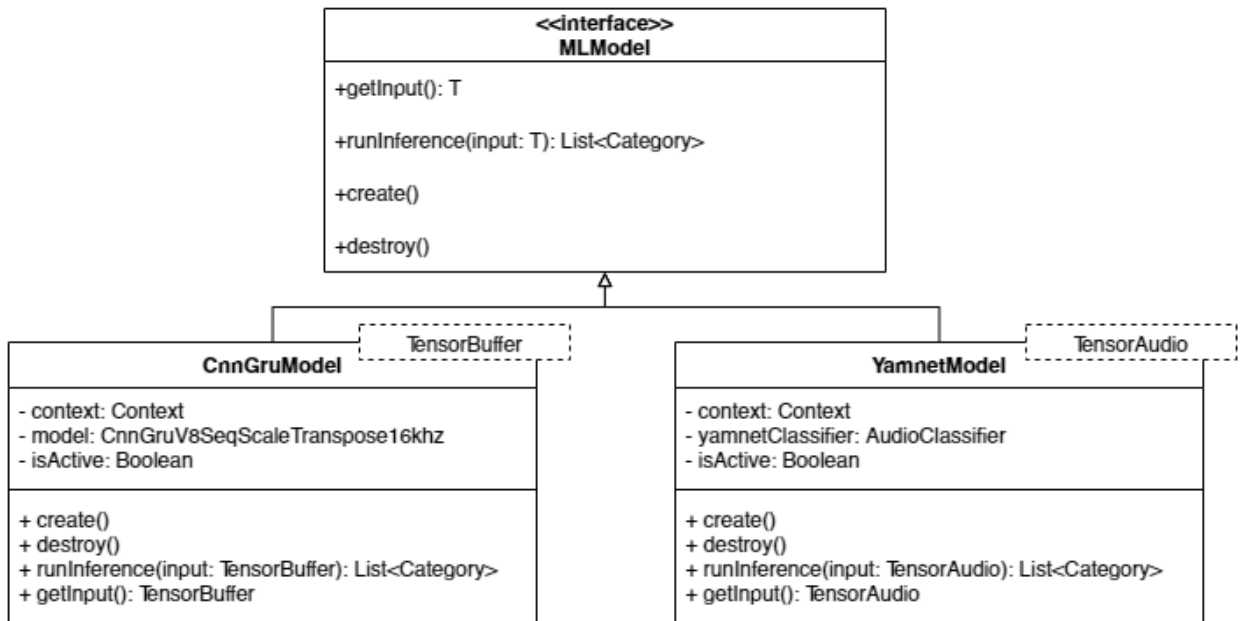 <<interface>>
MLModel
+getInput(): T
+runInference(input: T): List<Category>
+create()
+destroy()
TensorBuffer
CnnGruModel
- context: Context
- model: CnnGruV8SeqScaleTranspose16khz
- isActive: Boolean
+ create()
+ destroy()
+ runInference(input: TensorBuffer): List<Category>
+ getInput(): TensorBuffer
TensorAudio
YamnetModel
- context: Context
- yamnetClassifier: AudioClassifier
- isActive: Boolean
+ create()
+ destroy()
+ runInference(input: TensorAudio): List<Category>
+ getInput(): TensorAudio